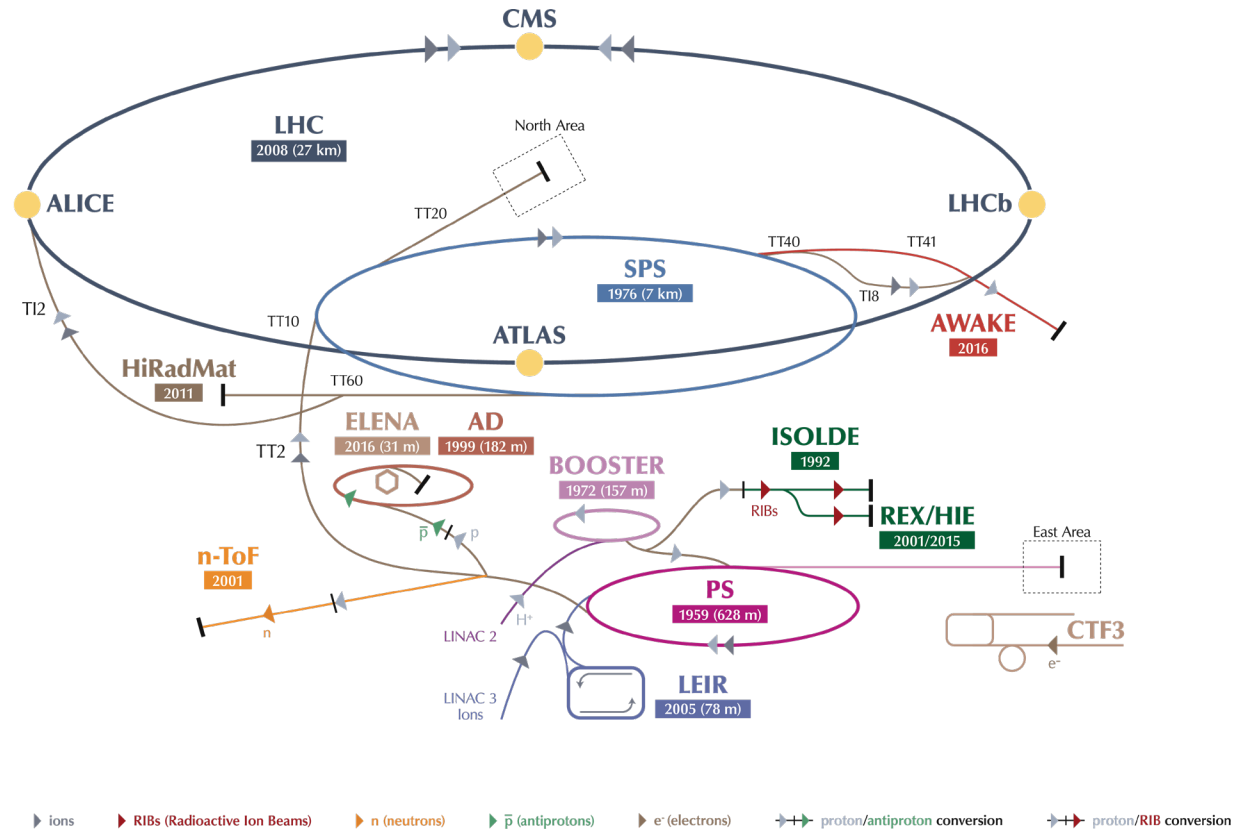 CMS
LHC
2008 (27 km)
North Area
ALICE
LHCb
TT20
TT40
TT41
SPS
1976 (7 km)
TI8
TI2
TT10
ATLAS
AWAKE
2016
HiRadMat
2011
TT60
ELENA
2016 (31 m)
AD
1999 (182 m)
TT2
ISOLDE
1992
BOOSTER
1972 (157 m)
RIBs
REX/HIE
2001/2015
p̅
p
East Area
n-ToF
2001
PS
1959 (628 m)
n
H⁺
LINAC 2
CTF3
e⁻
LEIR
2005 (78 m)
LINAC 3
Ions
ions
RIBs (Radioactive Ion Beams)
n (neutrons)
p̅ (antiprotons)
e⁻ (electrons)
proton/antiproton conversion
proton/RIB conversion